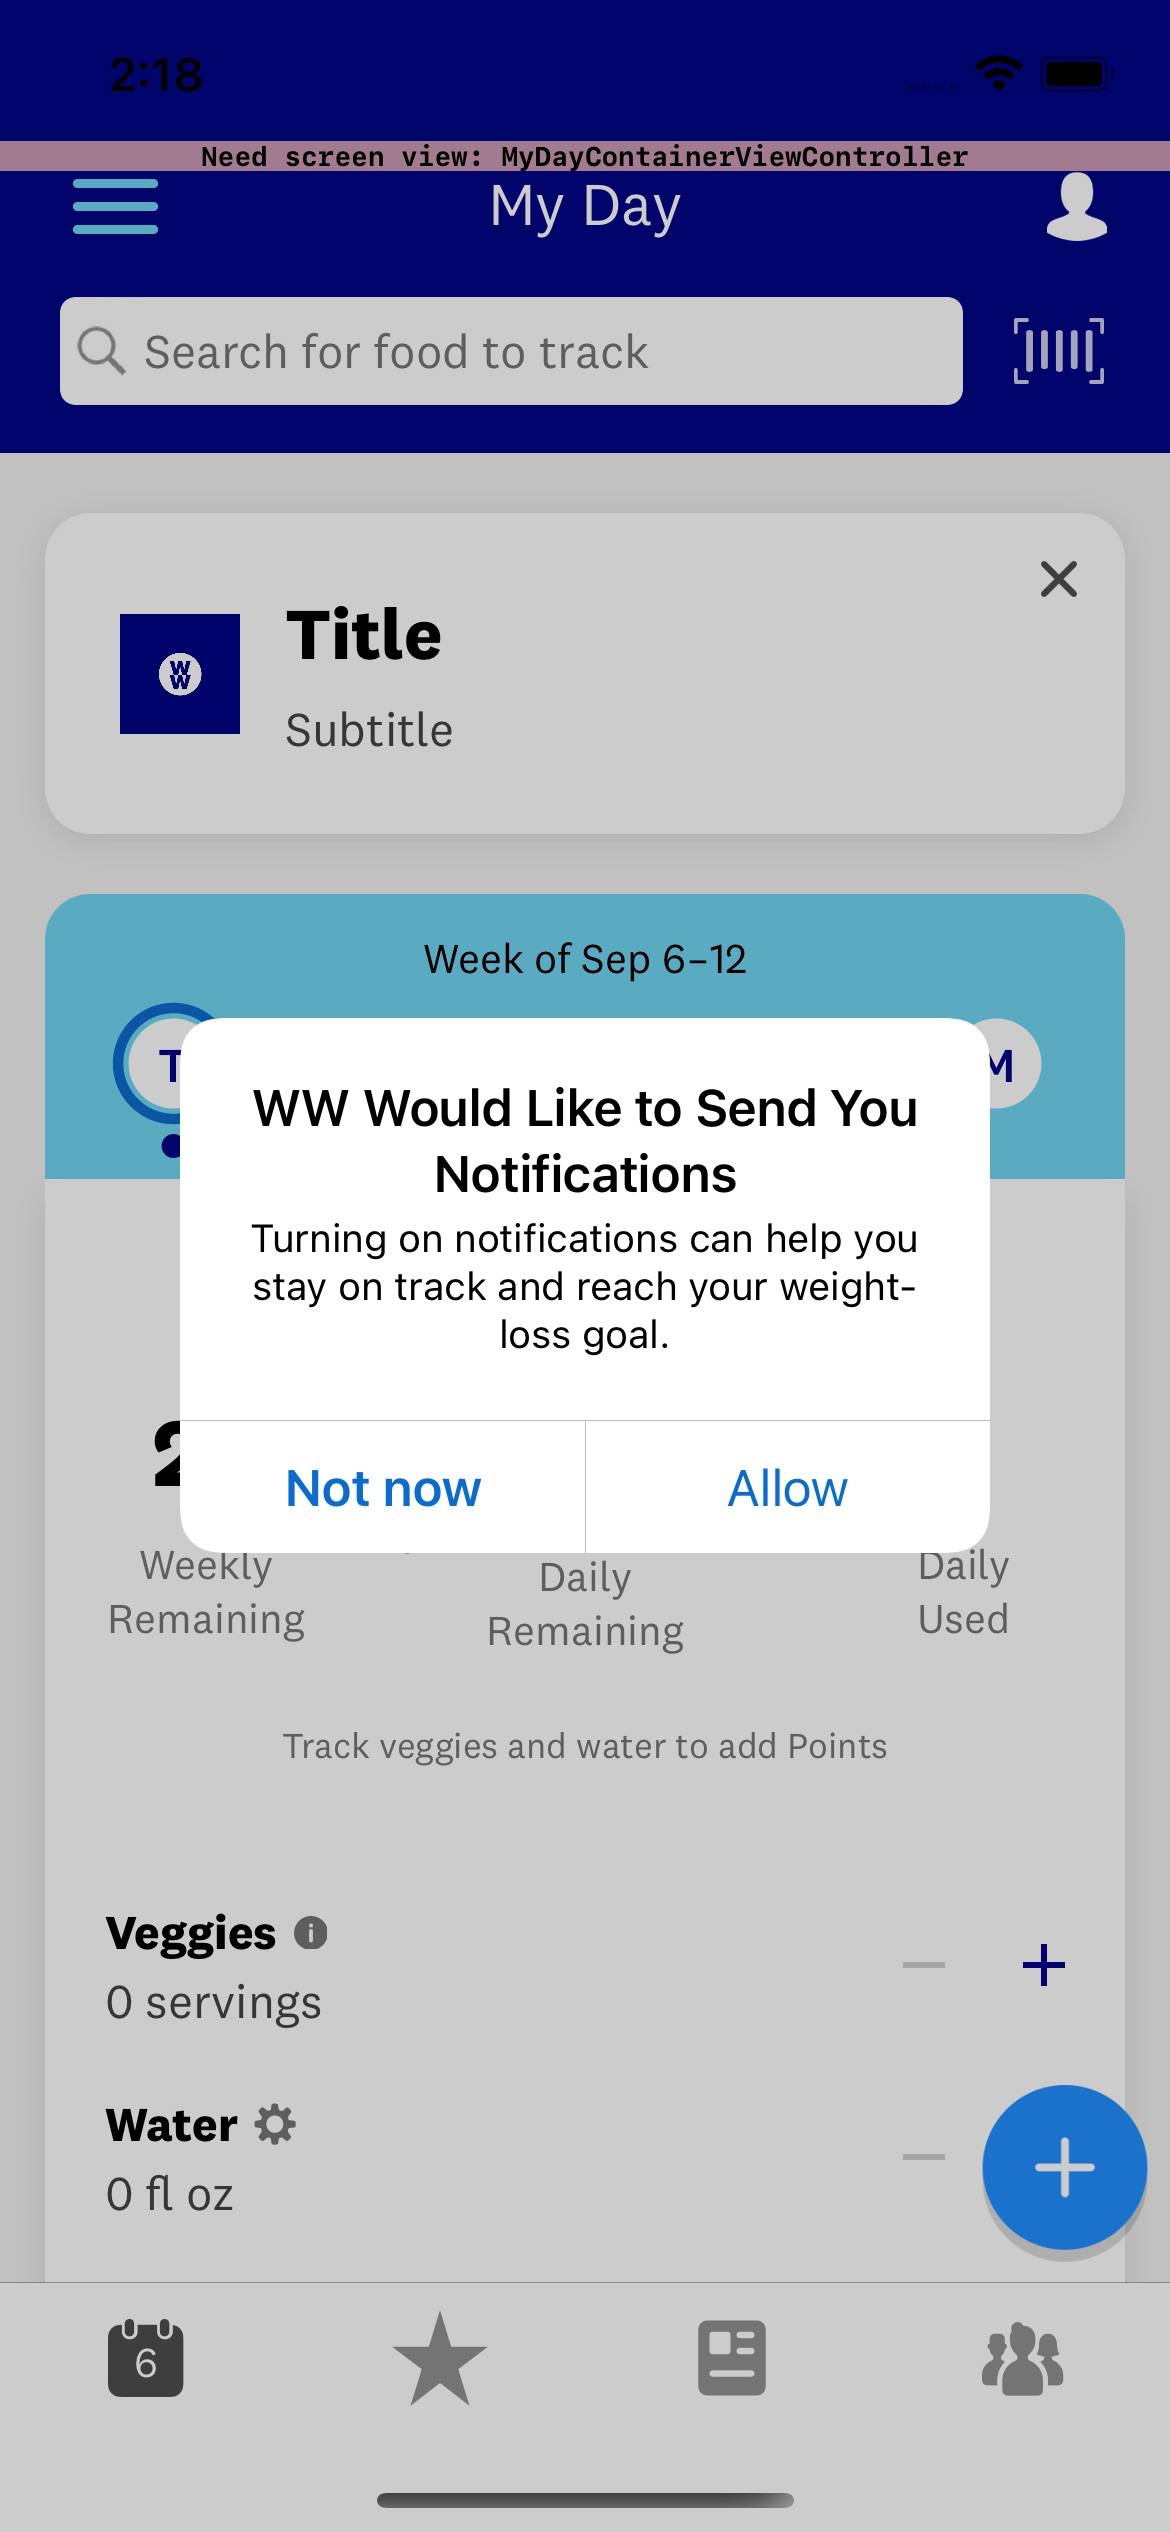 2:18
Need screen view: MyDayContainerViewController
My Day
Search for food to track
Title
W
W
Subtitle
Week of Sep 6–12
T
M
WW Would Like to Send You
Notifications
Turning on notifications can help you
stay on track and reach your weight-
loss goal.
2
Not now
Allow
Weekly
Remaining
Daily
Remaining
Daily
Used
Track veggies and water to add Points
Veggies
0 servings
Water
0 fl oz
6